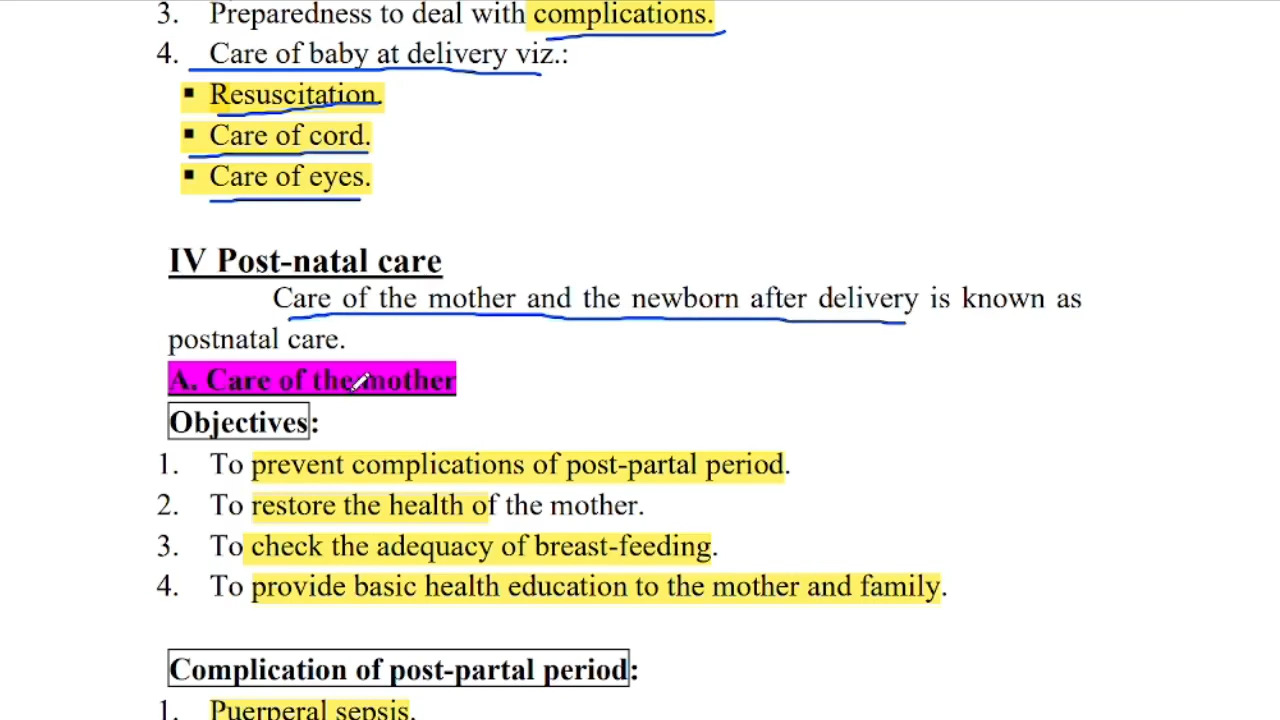 3. Preparedness to deal with complications.
4. Care of baby at delivery viz.:
▪ Resuscitation.
▪ Care of cord.
▪ Care of eyes.
IV Post-natal care
Care of the mother and the newborn after delivery is known as
postnatal care.
A. Care of the mother
Objectives:
1. To prevent complications of post-partal period.
2. To restore the health of the mother.
3. To check the adequacy of breast-feeding.
4. To provide basic health education to the mother and family.
Complication of post-partal period:
1. Puerperal sepsis.